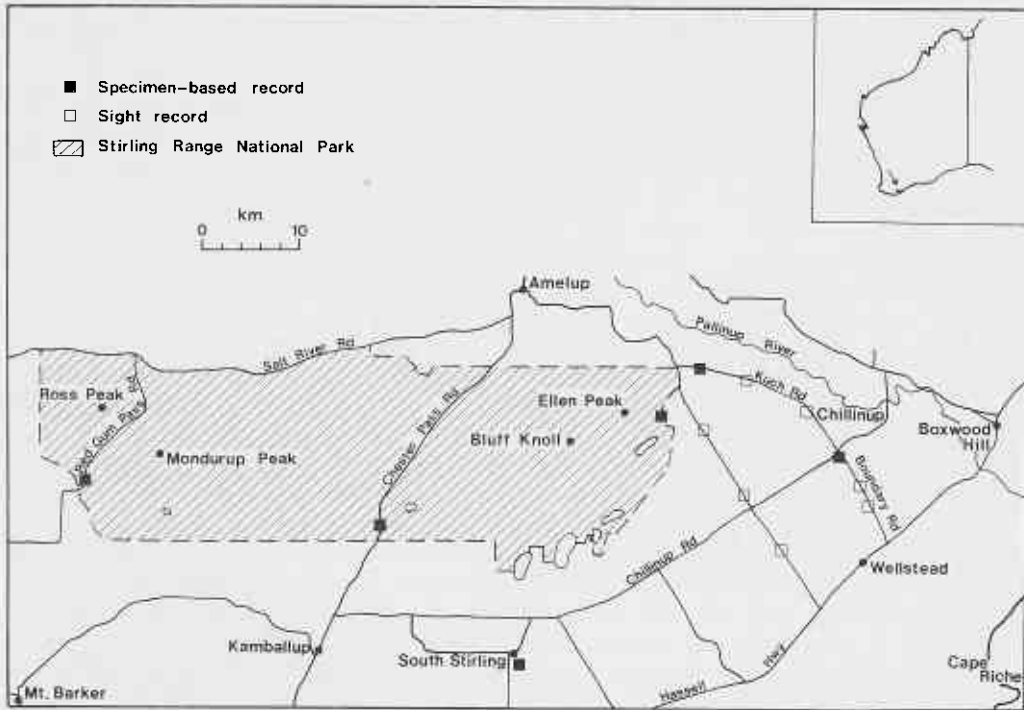 Specimen-based record
Sight record
Stirling Range National Park
km
0 10
Amelup
Pallinup River
Salt River Rd
Ross Peak
Red Gum Pass Rd
Mondurup Peak
Chester Pass Rd
Ellen Peak
Bluff Knoll
Kuch Rd
Chillinup
Boxwood
Hill
Boundary Rd
Chillinup Rd
Wellstead
Kamballup
South Stirling
Hassell Hwy
Cape
Riche
Mt. Barker